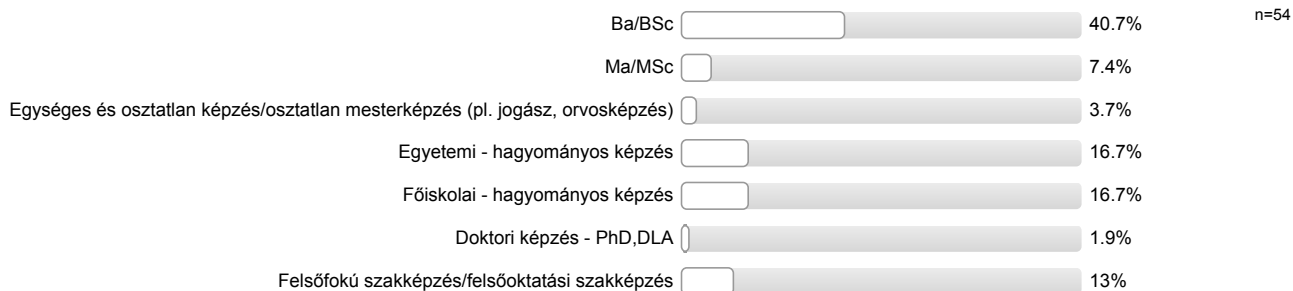 Ba/BSc 40.7% n=54
Ma/MSc 7.4%
Egységes és osztatlan képzés/osztatlan mesterképzés (pl. jogász, orvosképzés) 3.7%
Egyetemi - hagyományos képzés 16.7%
Főiskolai - hagyományos képzés 16.7%
Doktori képzés - PhD,DLA 1.9%
Felsőfokú szakképzés/felsőoktatási szakképzés 13%